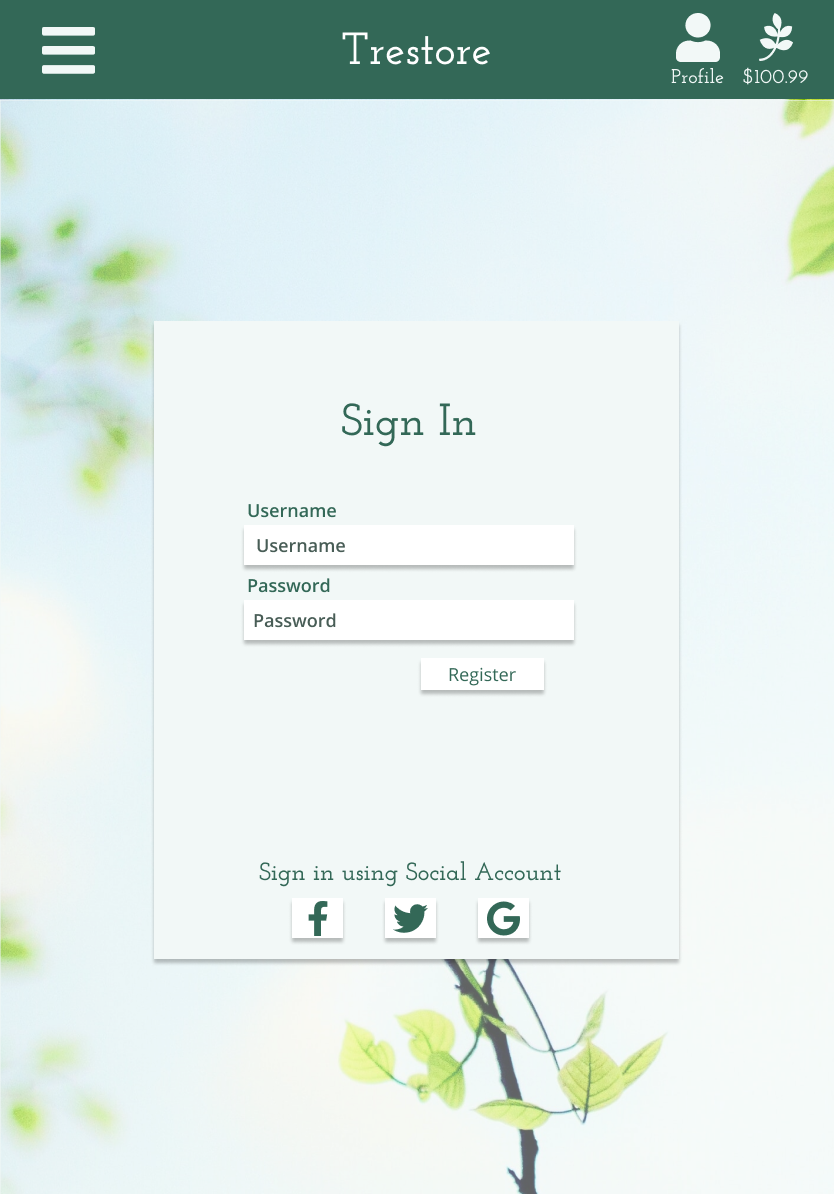 Trestore
Profile
$100.99
Sign In
Username
Username
Password
Password
Register
Sign in using Social Account